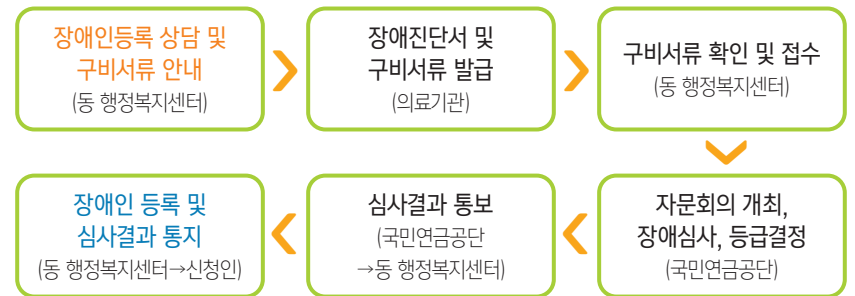 장애인등록 상담 및
구비서류 안내
(동 행정복지센터)
장애진단서 및
구비서류 발급
(의료기관)
구비서류 확인 및 접수
(동 행정복지센터)
자문회의 개최,
장애심사, 등급결정
(국민연금공단)
심사결과 통보
(국민연금공단
→동 행정복지센터)
장애인 등록 및
심사결과 통지
(동 행정복지센터→신청인)